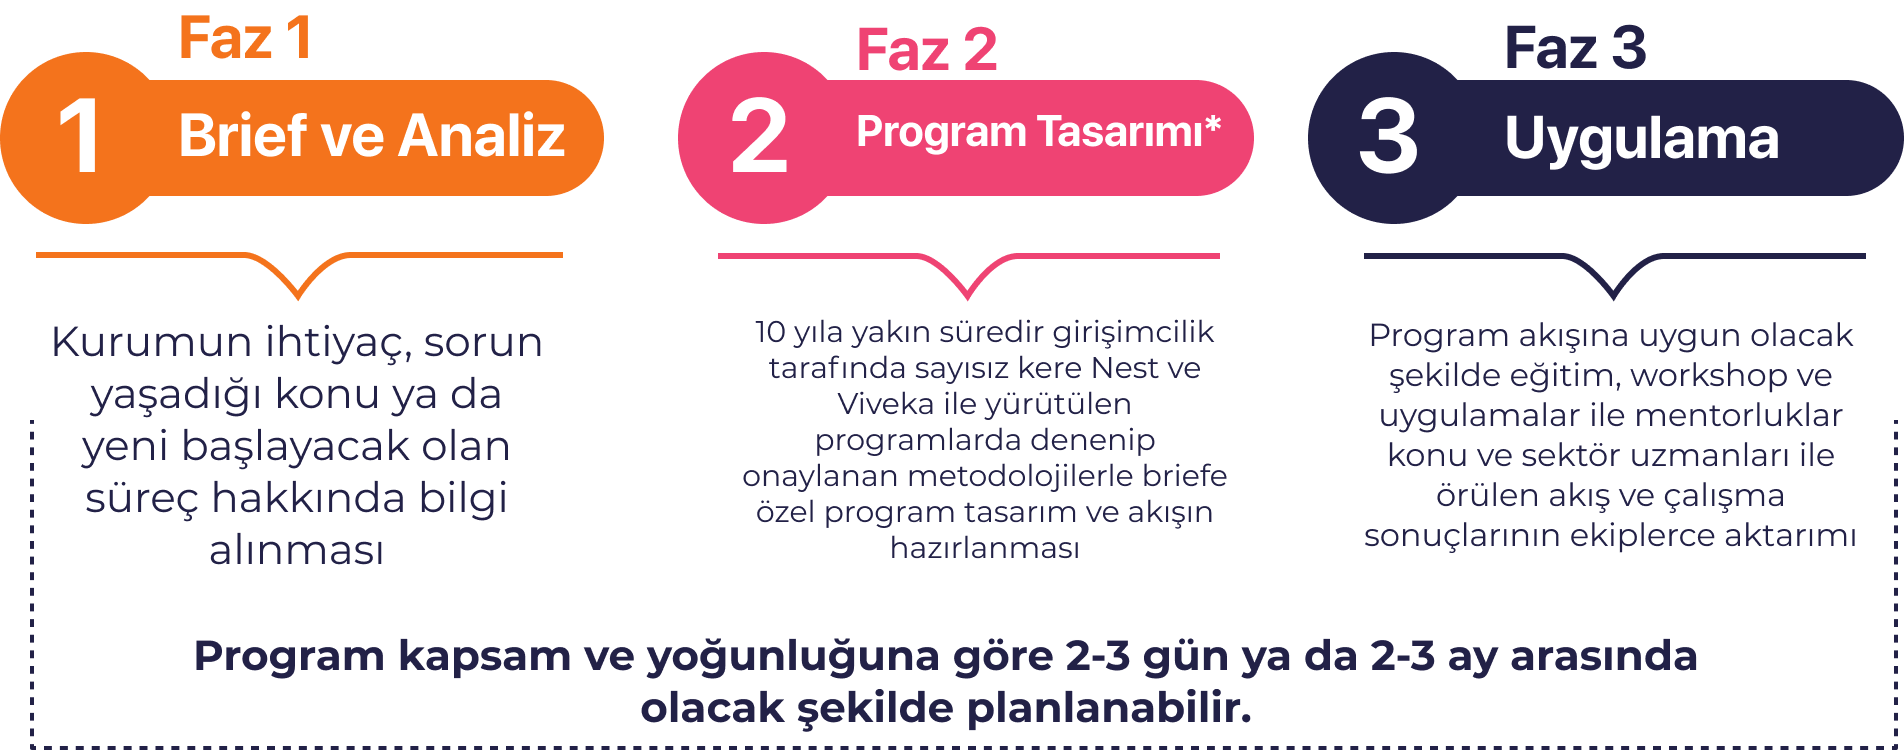 Faz 1
1
Brief ve Analiz
Kurumun ihtiyaç, sorun
yaşadığı konu ya da
yeni başlayacak olan
süreç hakkında bilgi
alınması
Faz 2
2
Program Tasarımı*
10 yıla yakın süredir girişimcilik
tarafında sayısız kere Nest ve
Viveka ile yürütülen
programlarda denenip
onaylanan metodolojilerle briefe
özel program tasarım ve akışın
hazırlanması
Faz 3
3
Uygulama
Program akışına uygun olacak
şekilde eğitim, workshop ve
uygulamalar ile mentorluklar
konu ve sektör uzmanları ile
örülen akış ve çalışma
sonuçlarının ekiplerce aktarımı
Program kapsam ve yoğunluğuna göre 2-3 gün ya da 2-3 ay arasında
olacak şekilde planlanabilir.